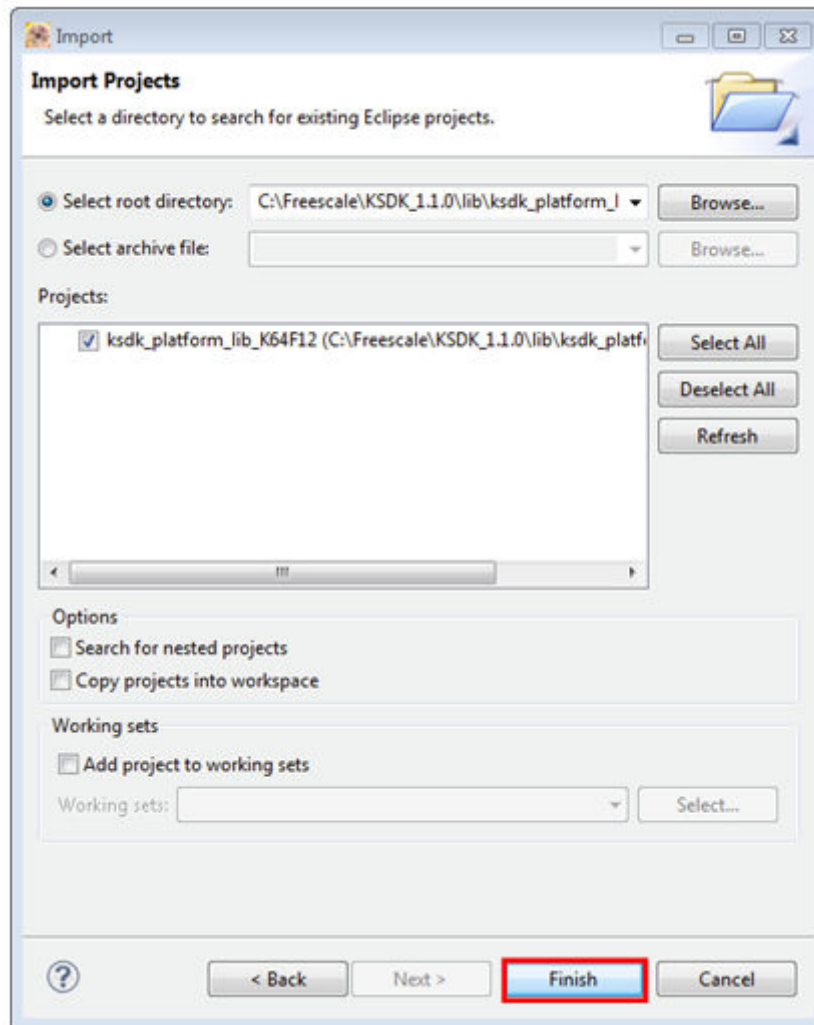 Import
Import Projects
Select a directory to search for existing Eclipse projects.
Select root directory: C:\Freescale\KSDK_1.1.0\lib\ksdk_platform_l Browse...
Select archive file: Browse...
Projects:
ksdk_platform_lib_K64F12 (C:\Freescale\KSDK_1.1.0\lib\ksdk_platf
Select All
Deselect All
Refresh
Options
Search for nested projects
Copy projects into workspace
Working sets
Add project to working sets
Working sets: Select...
? < Back Next > Finish Cancel